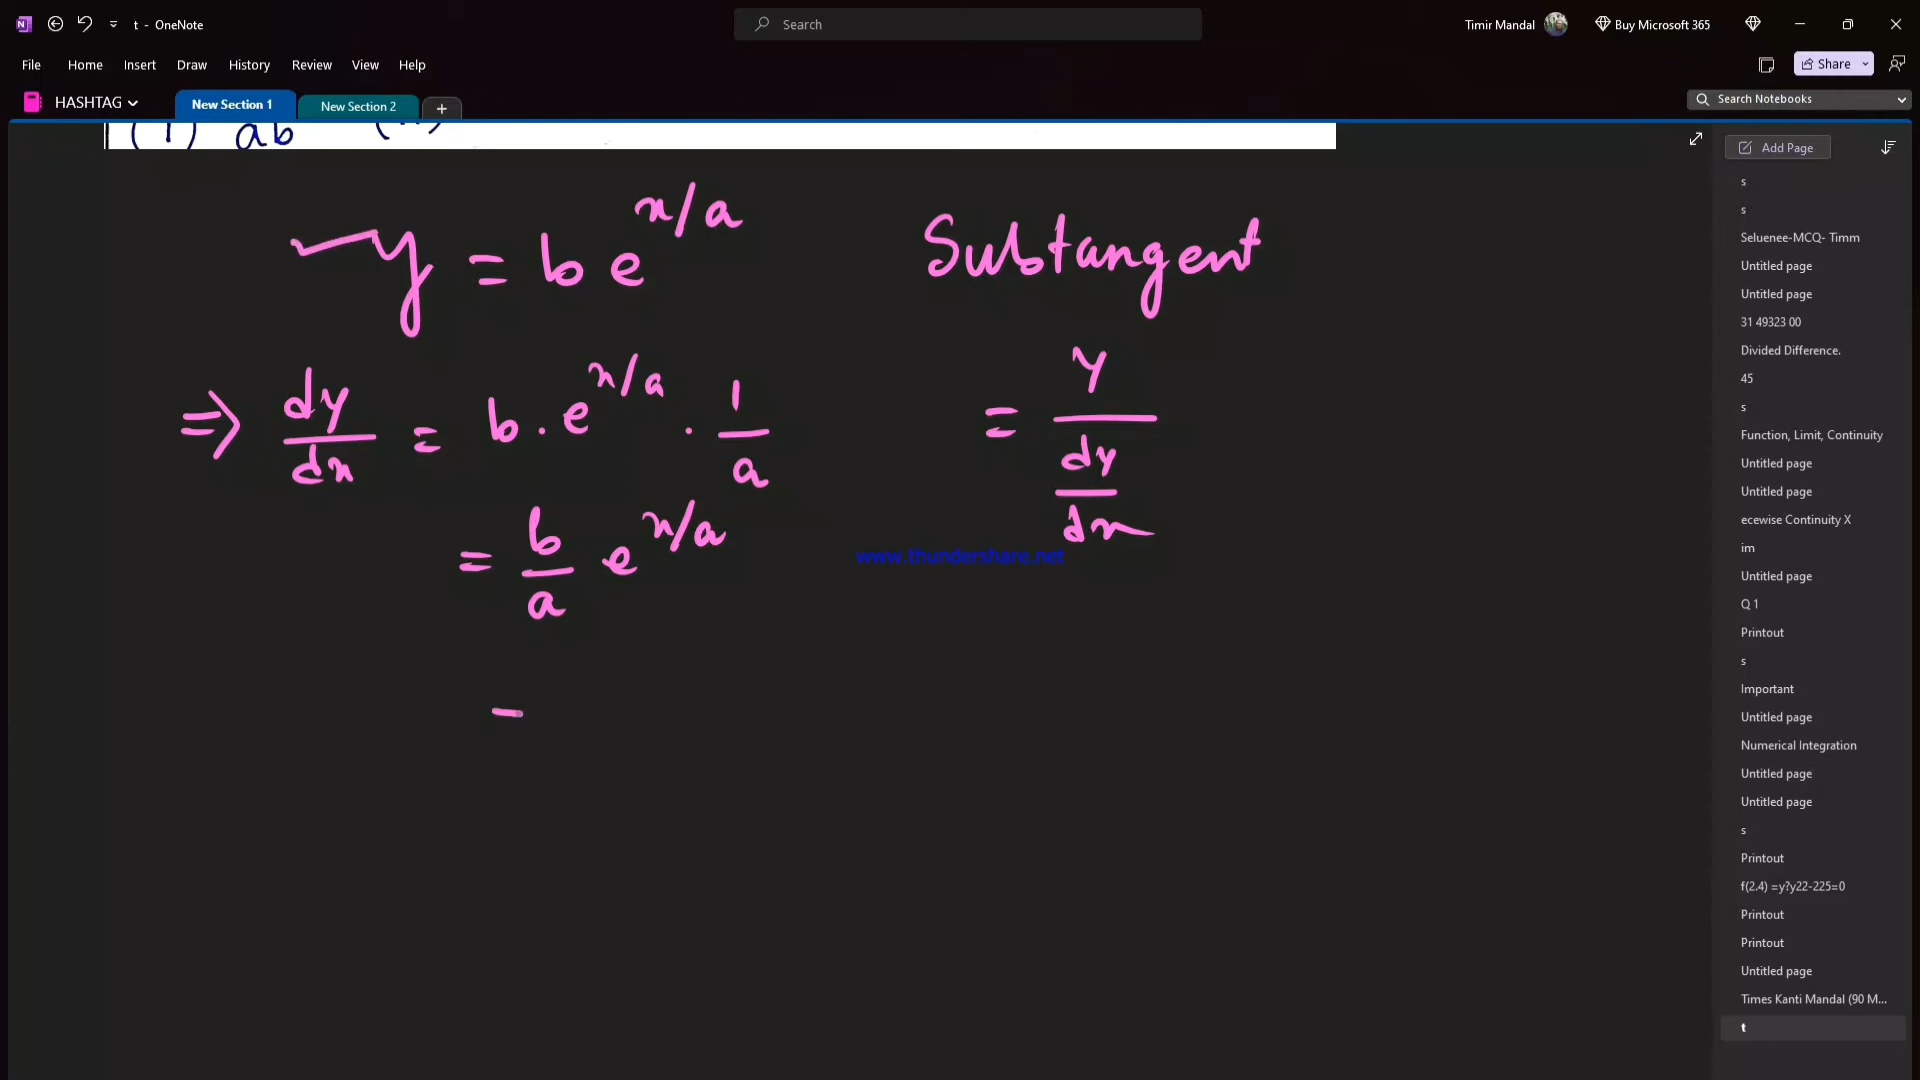 t - OneNote
Search
Timir Mandal
Buy Microsoft 365
File Home Insert Draw History Review View Help
Share
HASHTAG
New Section 1
New Section 2
+
Search Notebooks
(i) ab
Add Page
y = b e^{x/a}
⇒ dy/dx = b . e^{x/a} . 1/a
= b/a e^{x/a}
-
Subtangent
= y/(dy/dx)
www.thundershare.net
s
s
Seluenee-MCQ- Timm
Untitled page
Untitled page
31 49323 00
Divided Difference.
45
s
Function, Limit, Continuity
Untitled page
Untitled page
ecewise Continuity X
im
Untitled page
Q 1
Printout
s
Important
Untitled page
Numerical Integration
Untitled page
Untitled page
s
Printout
f(2.4) =y?y22-225=0
Printout
Printout
Untitled page
Times Kanti Mandal (90 M...
t